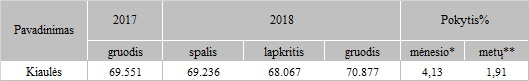 Pavadinimas 2017 2018 Pokytis%
gruodis spalis lapkritis gruodis mėnesio* metų**
Kiaulės 69.551 69.236 68.067 70.877 4,13 1,91